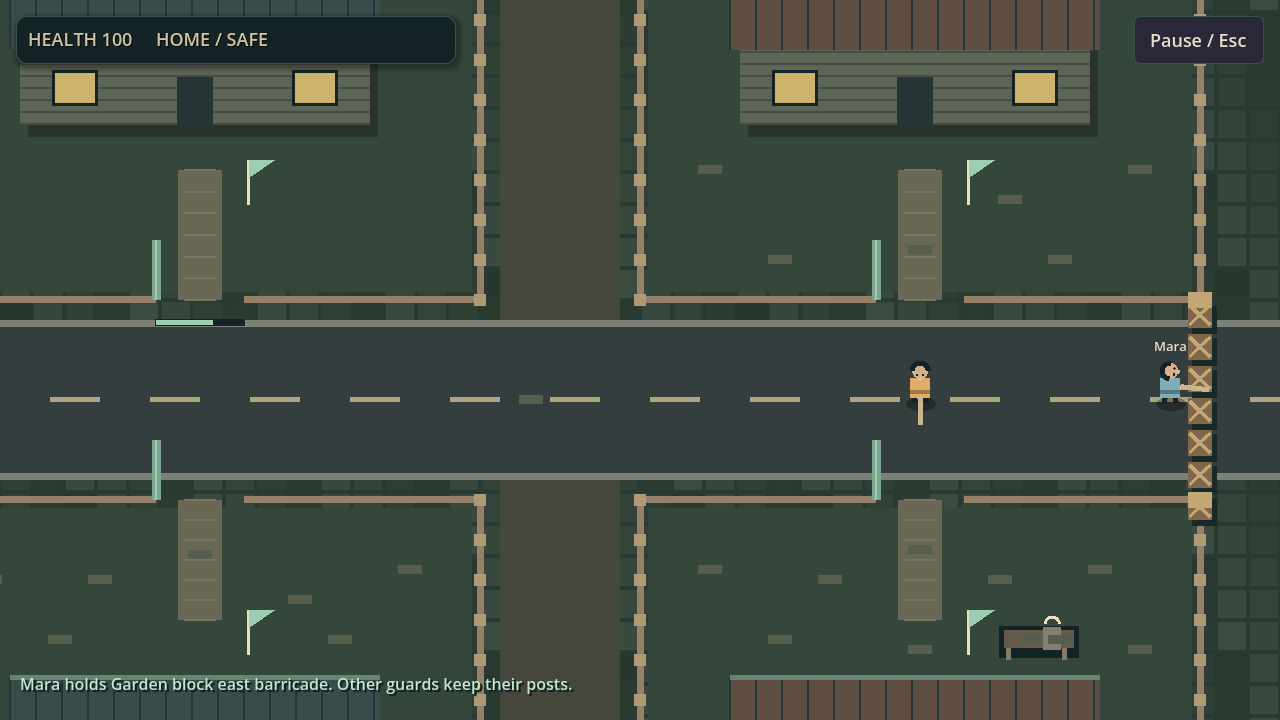 HEALTH 100 HOME / SAFE
Pause / Esc
Mara
Mara holds Garden block east barricade. Other guards keep their posts.